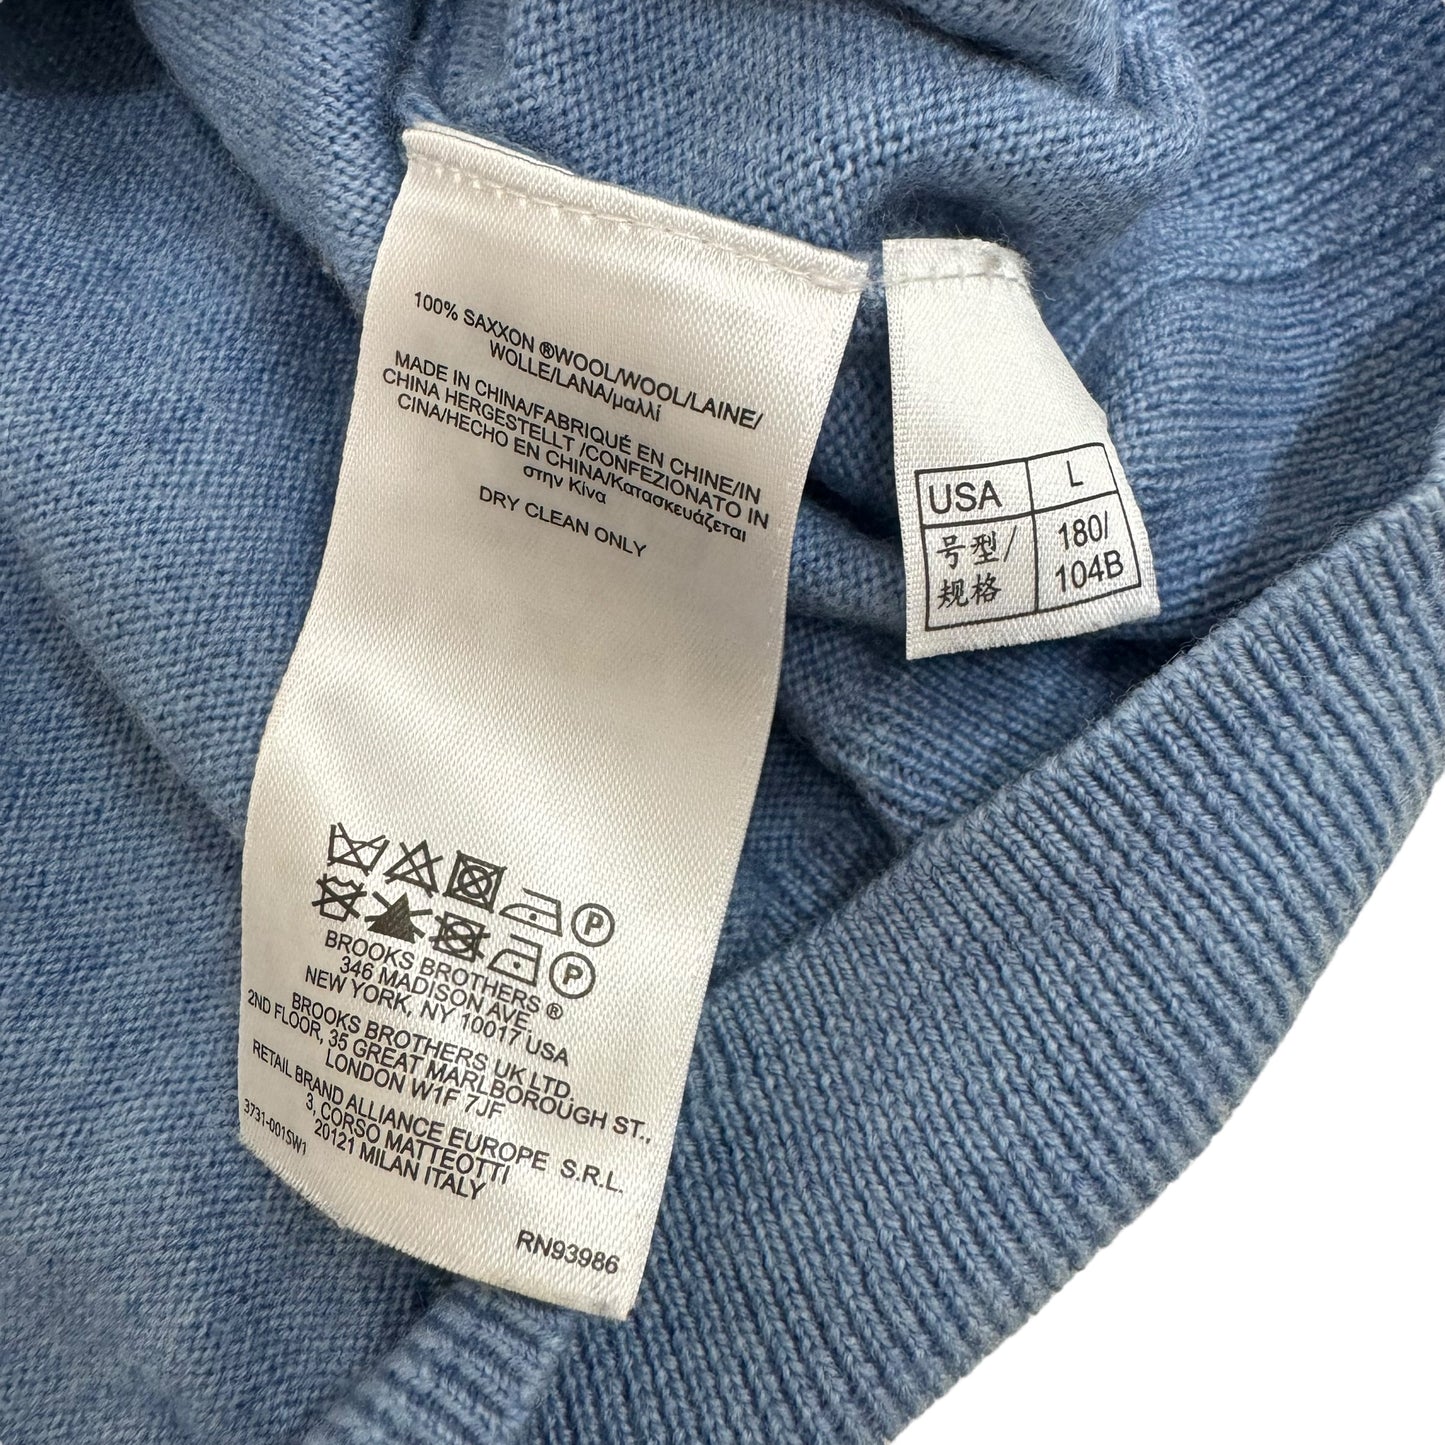 100% SAXXON ®WOOL/WOOL/LAINE/
WOLLE/LANA/μαλλί
MADE IN CHINA/FABRIQUÉ EN CHINE/IN
CHINA HERGESTELLT /CONFEZIONATO IN
CINA/HECHO EN CHINA/Κατασκευάζεται
στην Κίνα
DRY CLEAN ONLY
P
P
BROOKS BROTHERS ®
346 MADISON AVE.
NEW YORK, NY 10017 USA
BROOKS BROTHERS UK LTD.
2ND FLOOR, 35 GREAT MARLBOROUGH ST.,
LONDON W1F 7JF
RETAIL BRAND ALLIANCE EUROPE S.R.L.
3, CORSO MATTEOTTI
20121 MILAN ITALY
3731-001SW1
RN93986
USA L
号型/ 180/
规格 104B